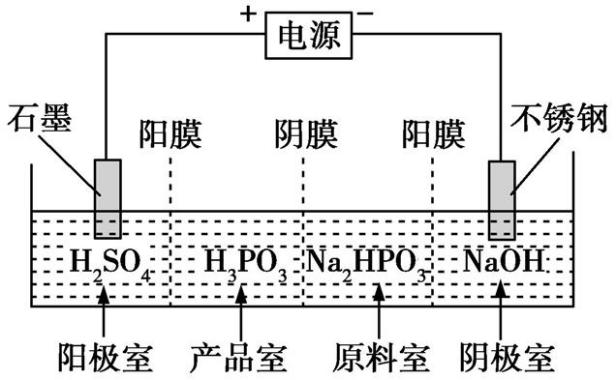 + 电源 −
石墨 阳膜 阴膜 阳膜 不锈钢
H₂SO₄ H₃PO₃ Na₂HPO₃ NaOH
阳极室 产品室 原料室 阴极室